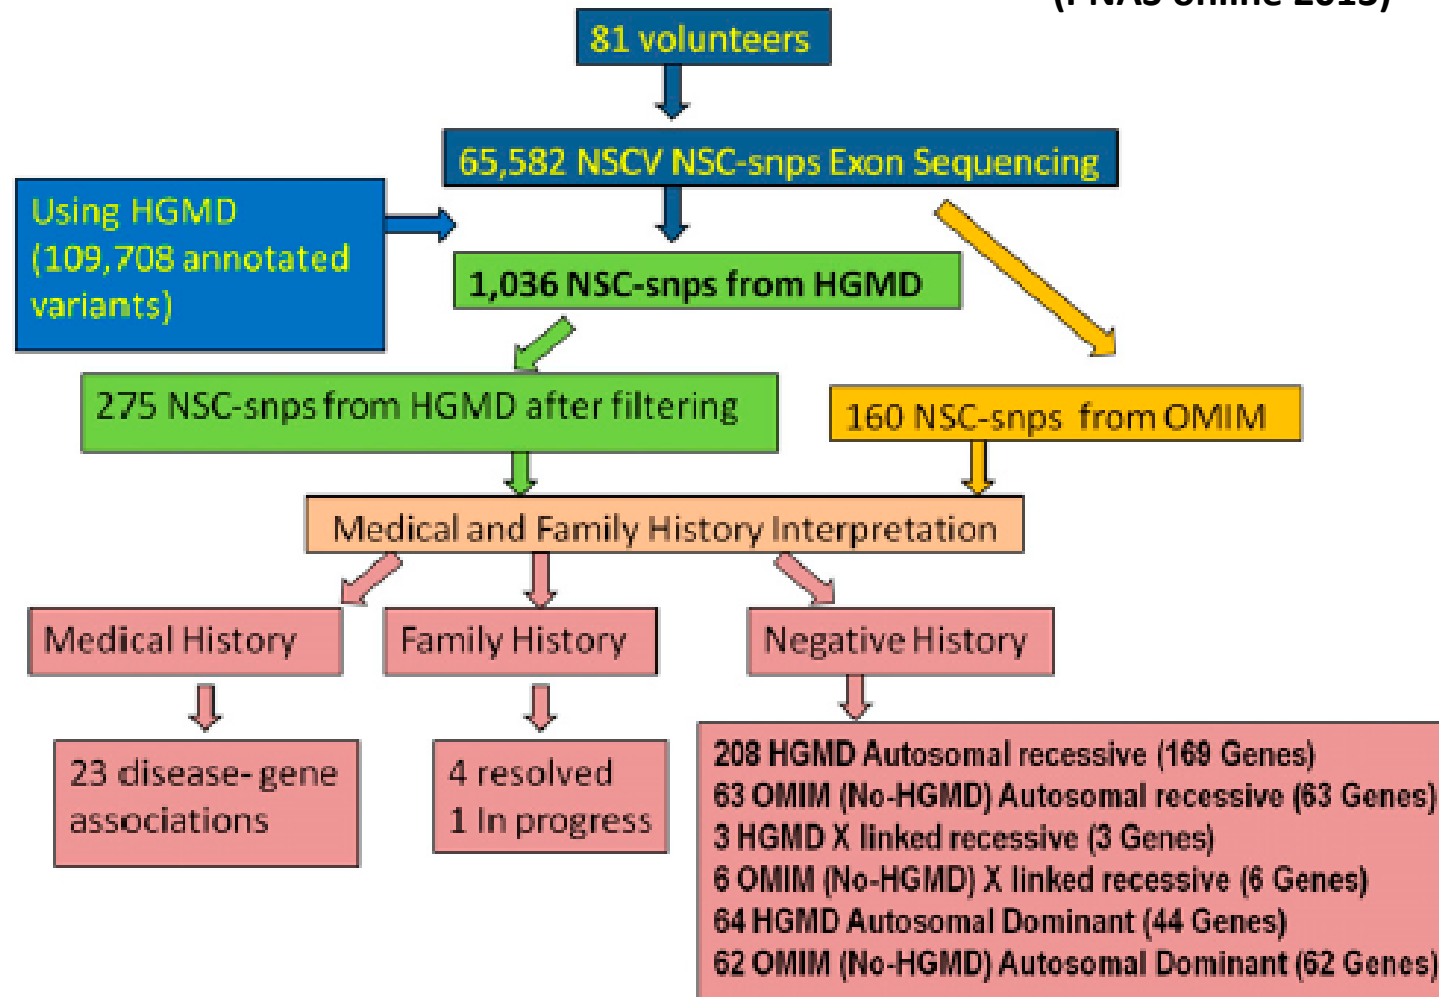 (PNAS online 2013)
81 volunteers
65,582 NSCV NSC-snps Exon Sequencing
Using HGMD
(109,708 annotated
variants)
1,036 NSC-snps from HGMD
275 NSC-snps from HGMD after filtering
160 NSC-snps from OMIM
Medical and Family History Interpretation
Medical History
Family History
Negative History
23 disease- gene
associations
4 resolved
1 In progress
208 HGMD Autosomal recessive (169 Genes)
63 OMIM (No-HGMD) Autosomal recessive (63 Genes)
3 HGMD X linked recessive (3 Genes)
6 OMIM (No-HGMD) X linked recessive (6 Genes)
64 HGMD Autosomal Dominant (44 Genes)
62 OMIM (No-HGMD) Autosomal Dominant (62 Genes)